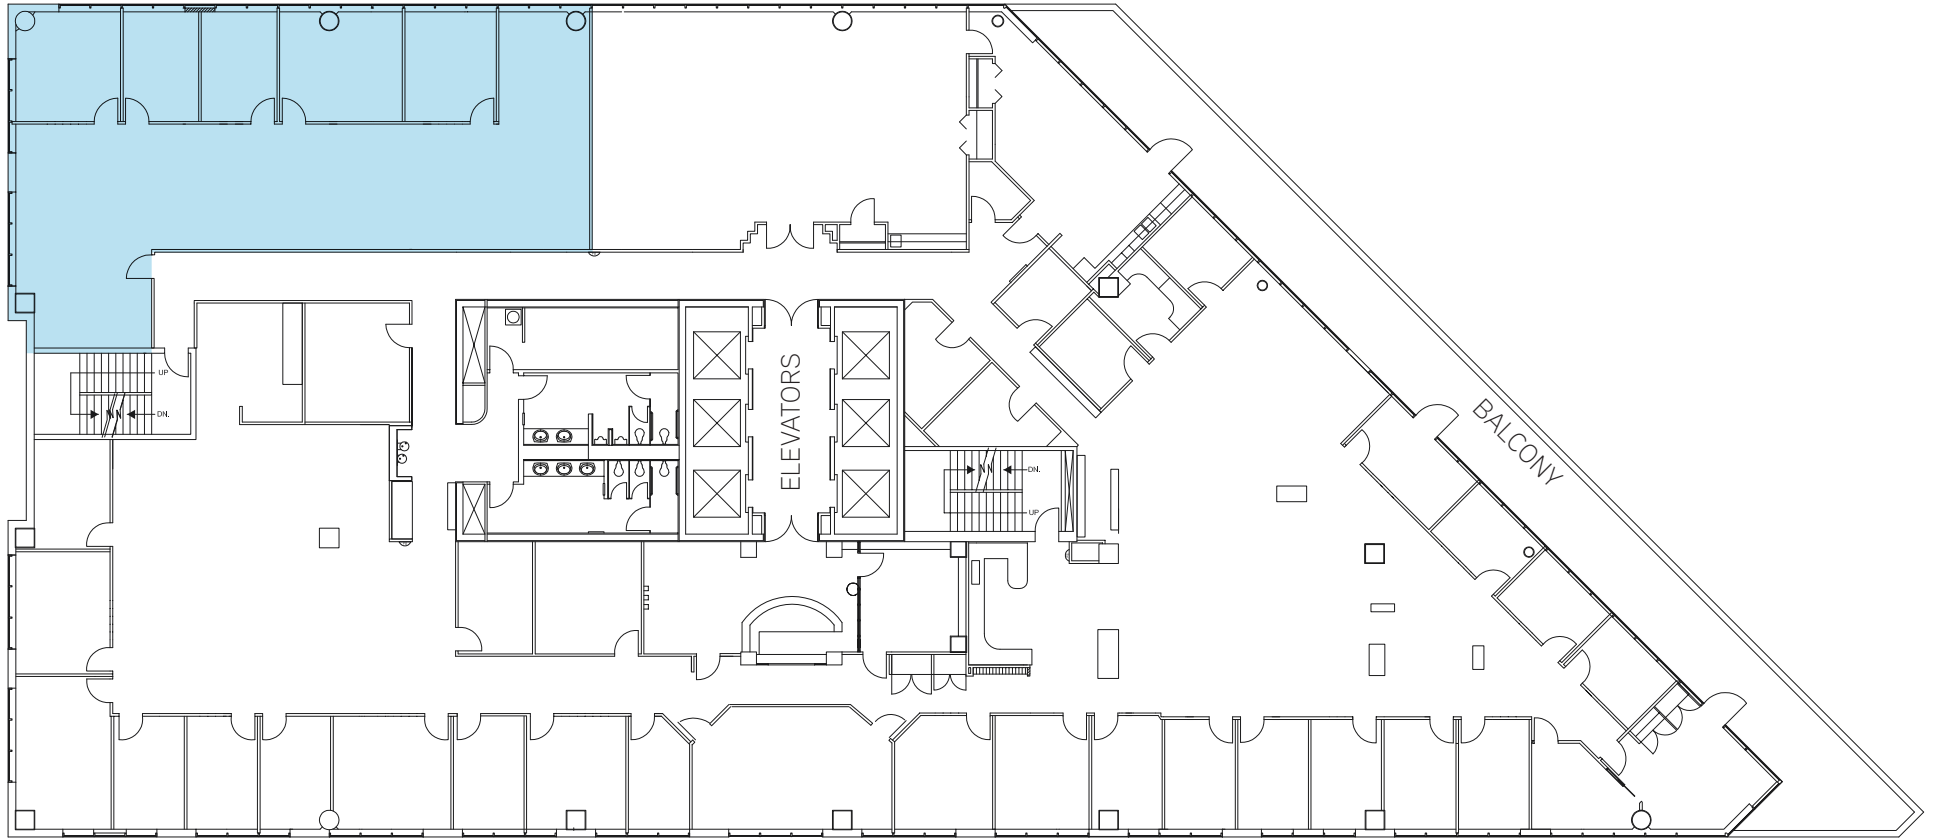 UP
DN.
ELEVATORS
BALCONY
DN.
UP